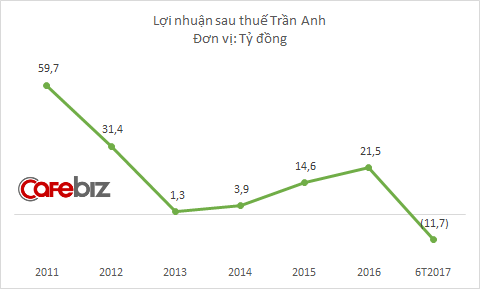 Lợi nhuận sau thuế Trần Anh
Đơn vị: Tỷ đồng
59,7
31,4
1,3
3,9
14,6
21,5
(11,7)
Cafebiz
2011 2012 2013 2014 2015 2016 6T2017